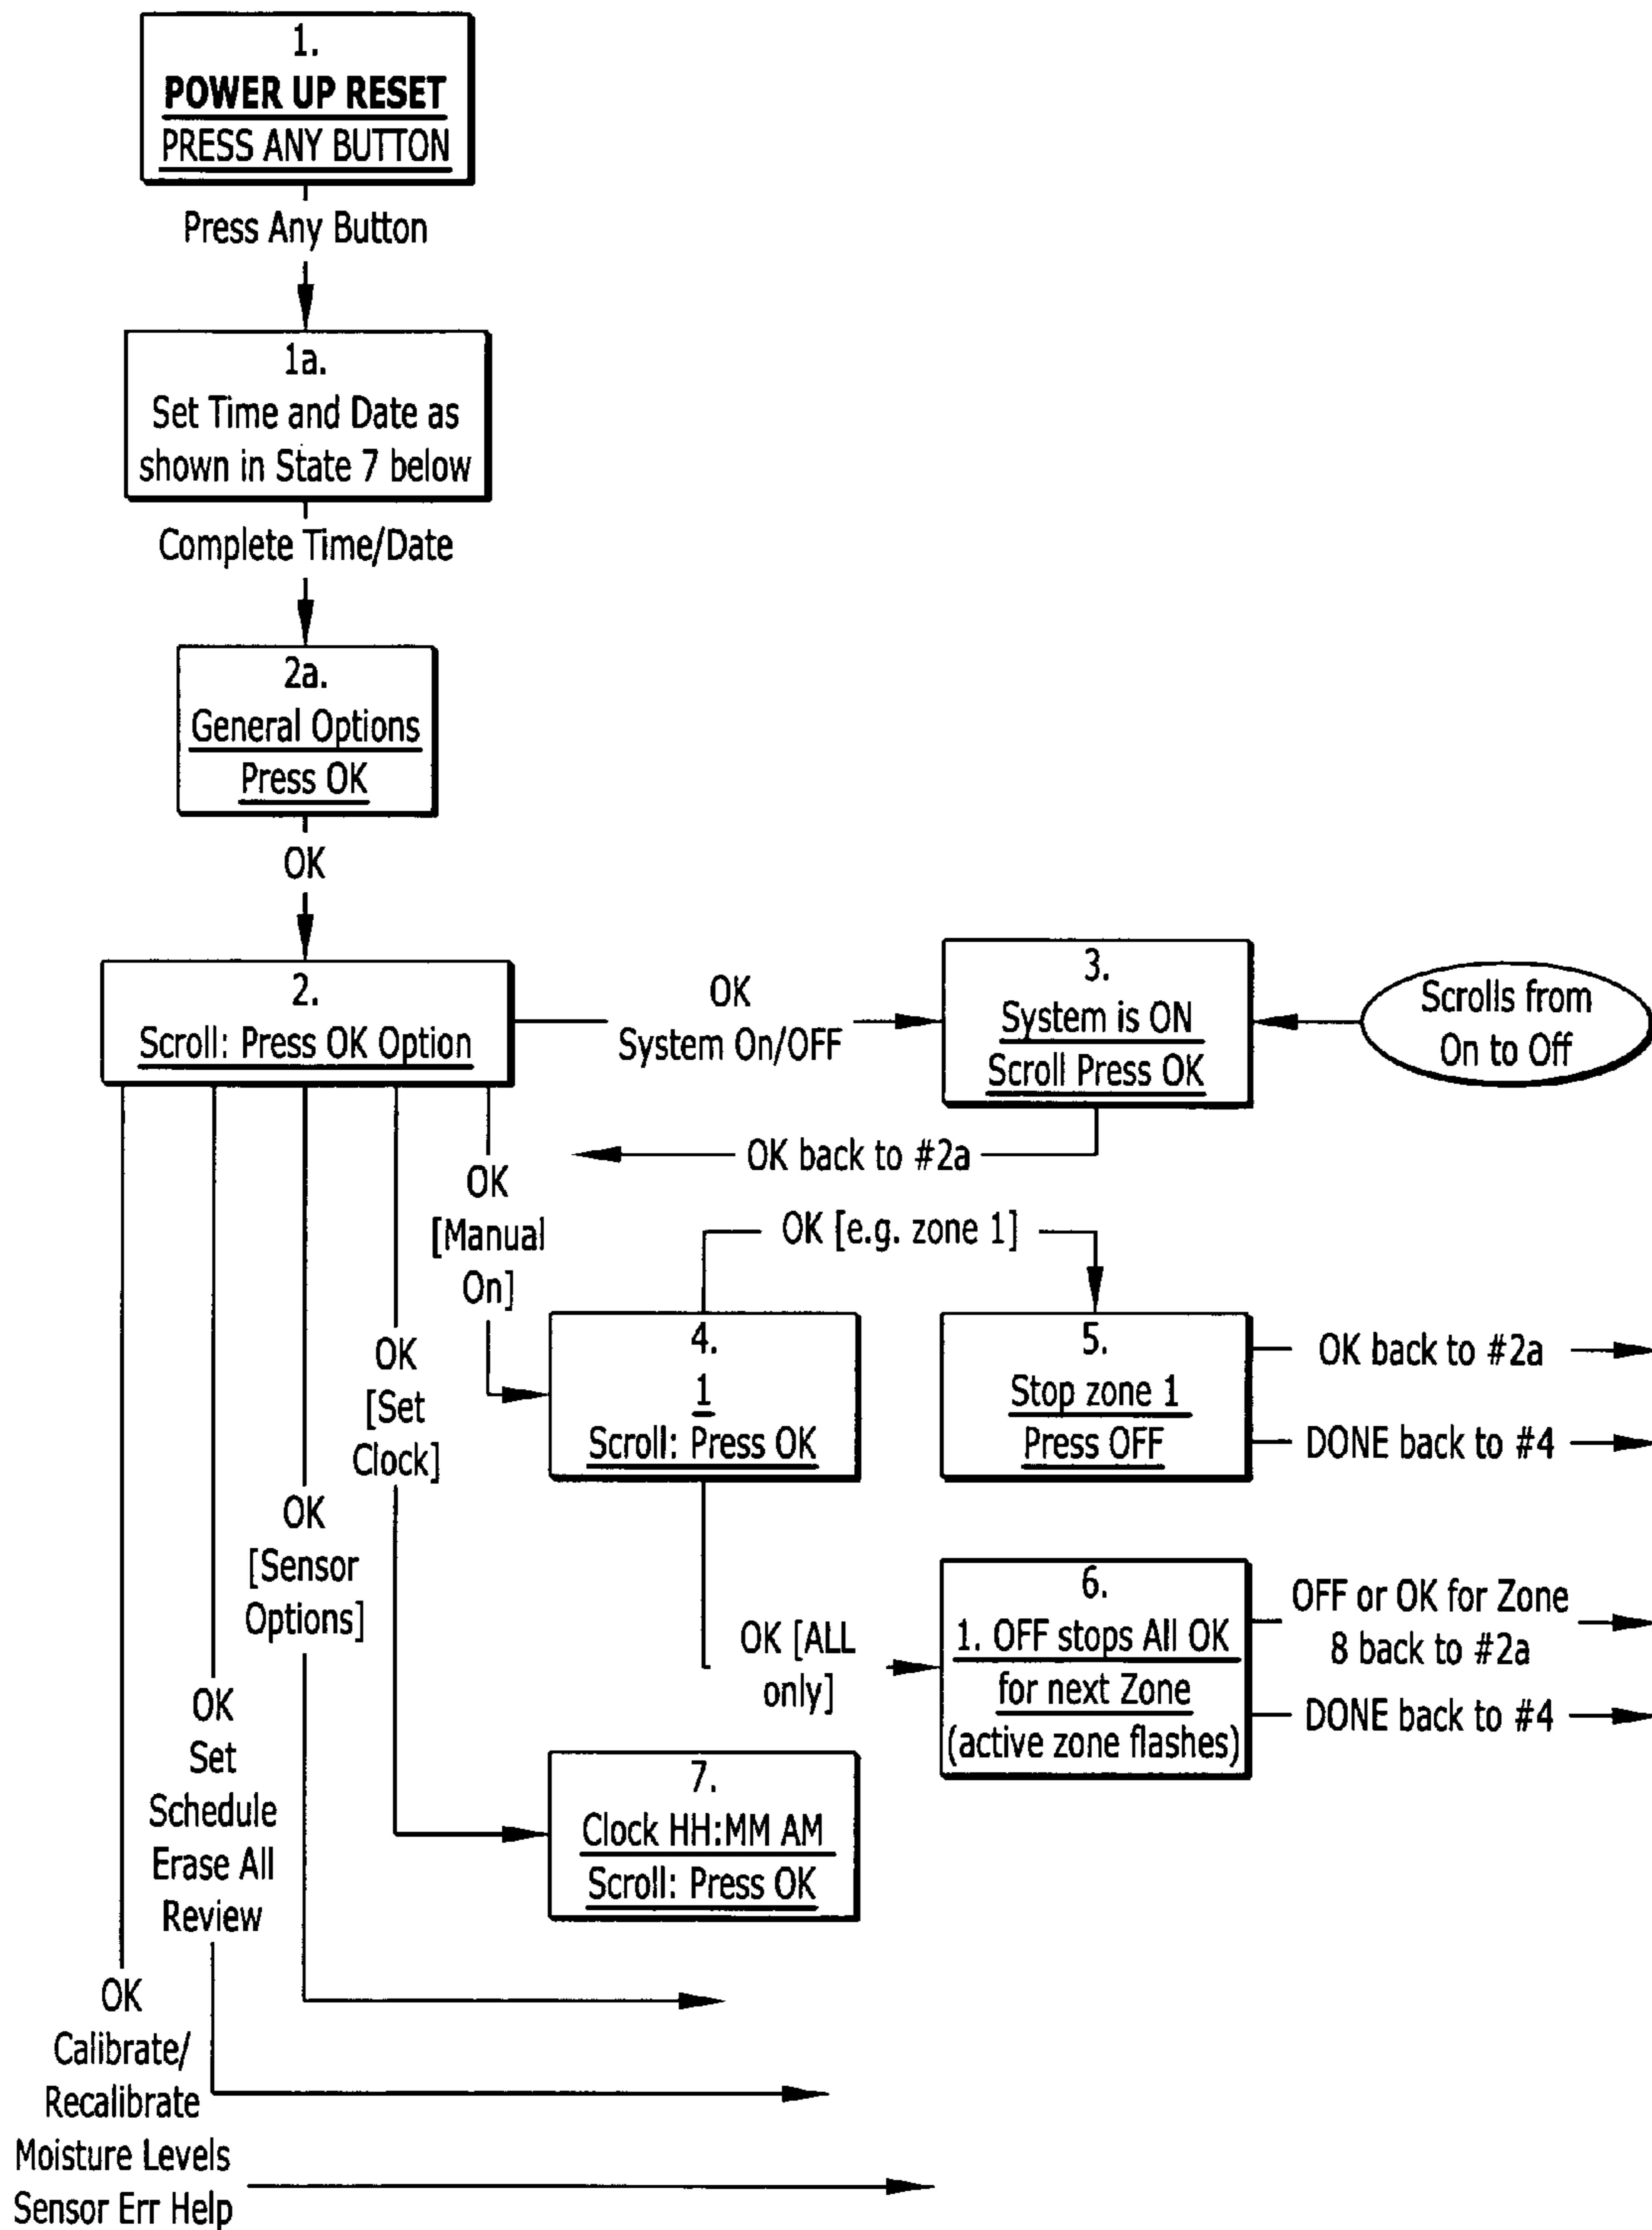 1.
POWER UP RESET
PRESS ANY BUTTON
Press Any Button
1a.
Set Time and Date as
shown in State 7 below
Complete Time/Date
2a.
General Options
Press OK
OK
2.
Scroll: Press OK Option
OK
System On/OFF
3.
System is ON
Scroll Press OK
Scrolls from
On to Off
OK back to #2a
OK
[Manual
On]
OK [e.g. zone 1]
4.
1
Scroll: Press OK
5.
Stop zone 1
Press OFF
OK back to #2a
DONE back to #4
OK
[Set
Clock]
OK
[Sensor
Options]
OK [ALL
only]
6.
1. OFF stops All OK
for next Zone
(active zone flashes)
OFF or OK for Zone
8 back to #2a
DONE back to #4
OK
Set
Schedule
Erase All
Review
7.
Clock HH:MM AM
Scroll: Press OK
OK
Calibrate/
Recalibrate
Moisture Levels
Sensor Err Help